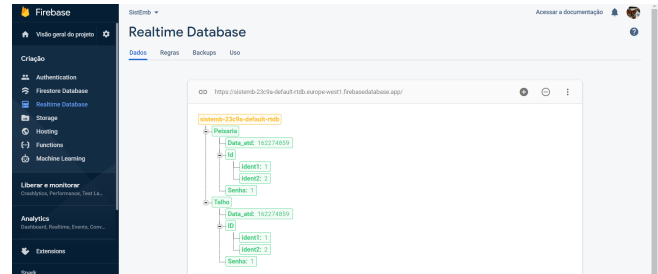 Firebase
SistEmb
Acessar a documentação
Visão geral do projeto
Realtime Database
Dados Regras Backups Uso
Criação
Authentication
Firestore Database
Realtime Database
Storage
Hosting
Functions
Machine Learning
Liberar e monitorar
Crashlytics, Performance, Test La...
Analytics
Dashboard, Realtime, Events, Conv...
Extensions
Spark
https://sistemb-23c9a-default-rtdb.europe-west1.firebasedatabase.app/
sistemb-23c9a-default-rtdb
Peixaria
Data_atd: 162274859
Id
ident1: 1
ident2: 2
Senha: 1
Talho
Data_atd: 162274859
ID
ident1: 1
ident2: 2
Senha: 1